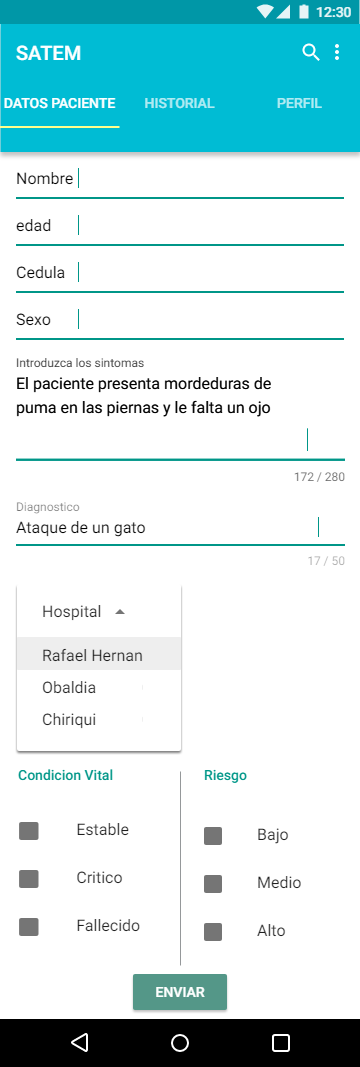 12:30
SATEM
DATOS PACIENTE HISTORIAL PERFIL
Nombre
edad
Cedula
Sexo
Introduzca los sintomas
El paciente presenta mordeduras de
puma en las piernas y le falta un ojo
172 / 280
Diagnostico
Ataque de un gato
17 / 50
Hospital
Rafael Hernan
Obaldia
Chiriqui
Condicion Vital
Estable
Critico
Fallecido
Riesgo
Bajo
Medio
Alto
ENVIAR